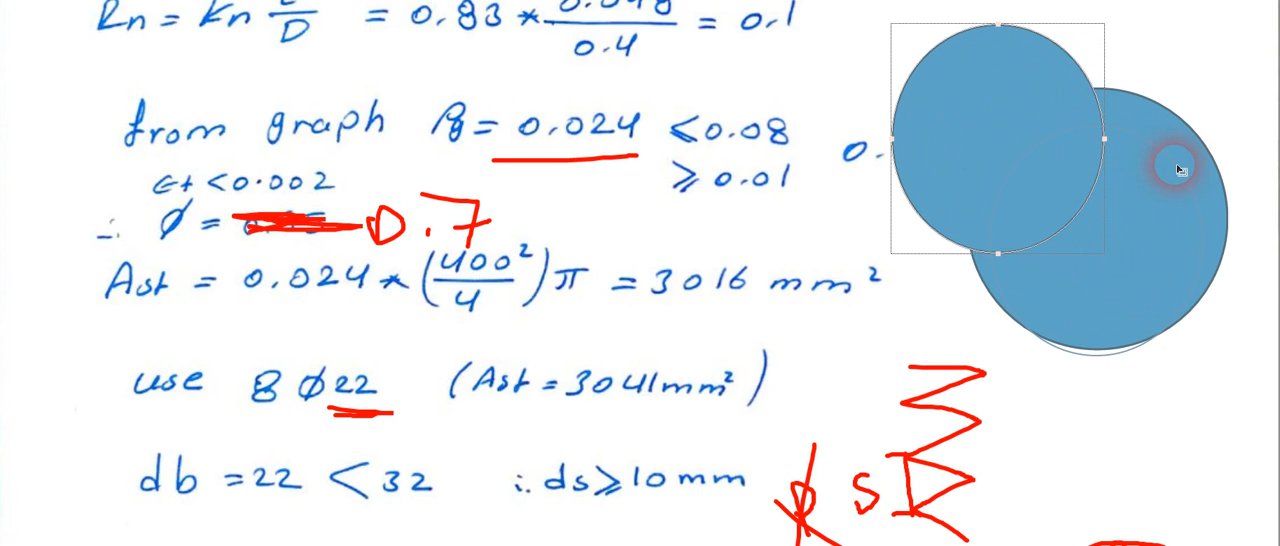 Rn = Kn e/D = 0.83 * 0.048/0.4 = 0.1
from graph ρg = 0.024 ≤ 0.08
εt < 0.002 ≥ 0.01
∴ Ø = 0.7
Ast = 0.024 * (400²/4) π = 3016 mm²
use 8 Ø 22 (Ast = 3041 mm²)
db = 22 < 32 ∴ ds ≥ 10 mm
S